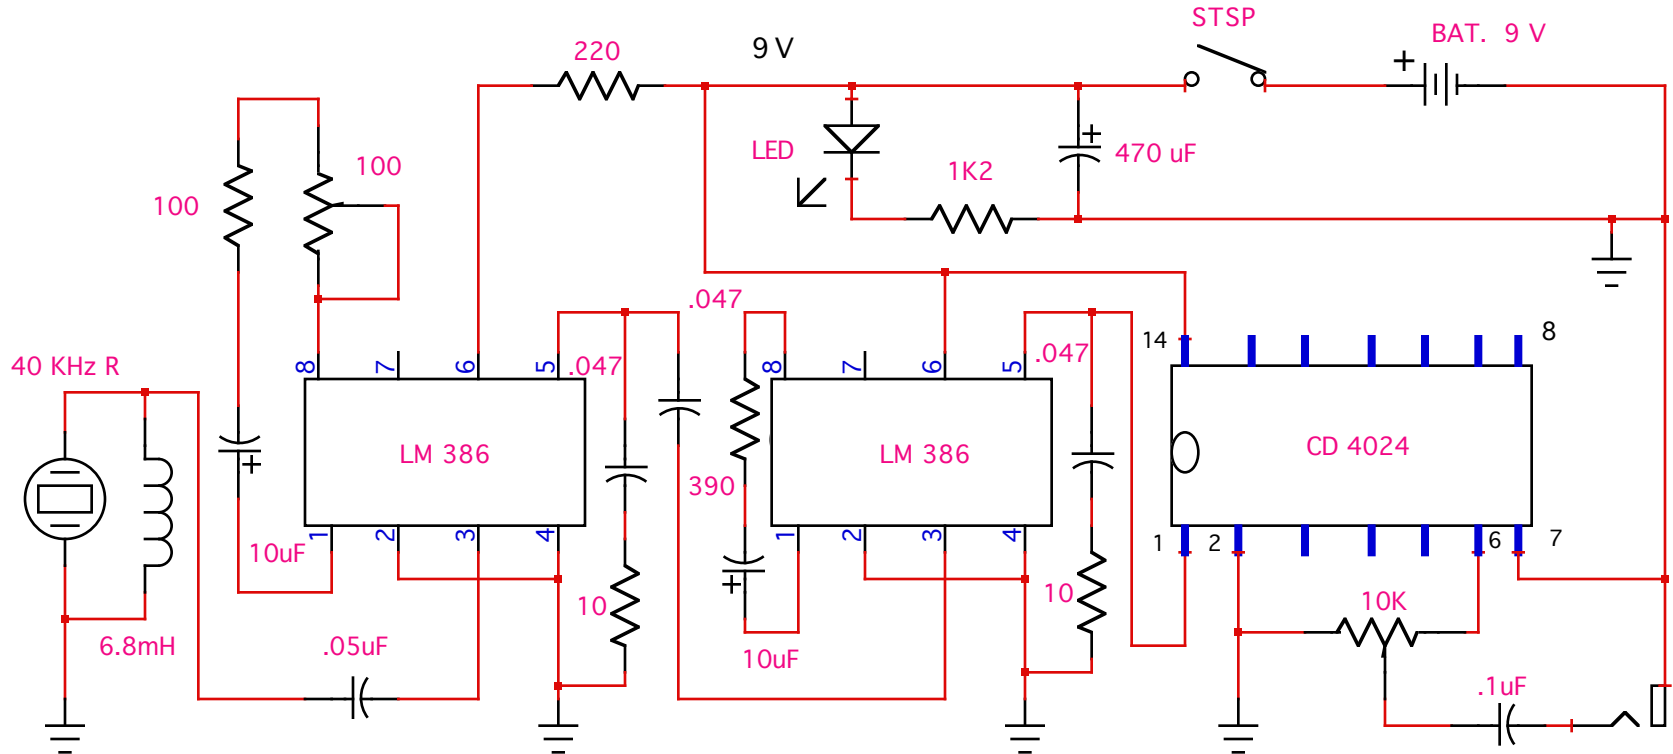 STSP
BAT. 9 V
+
9 V
220
100
100
LED
+
470 uF
1K2
.047
14
8
40 KHz R
8
7
6
5
.047
8
7
6
5
.047
LM 386
LM 386
CD 4024
+
390
10uF
1
2
3
4
1
2
3
4
1
2
6
7
+
10
10
10K
6.8mH
.05uF
10uF
.1uF